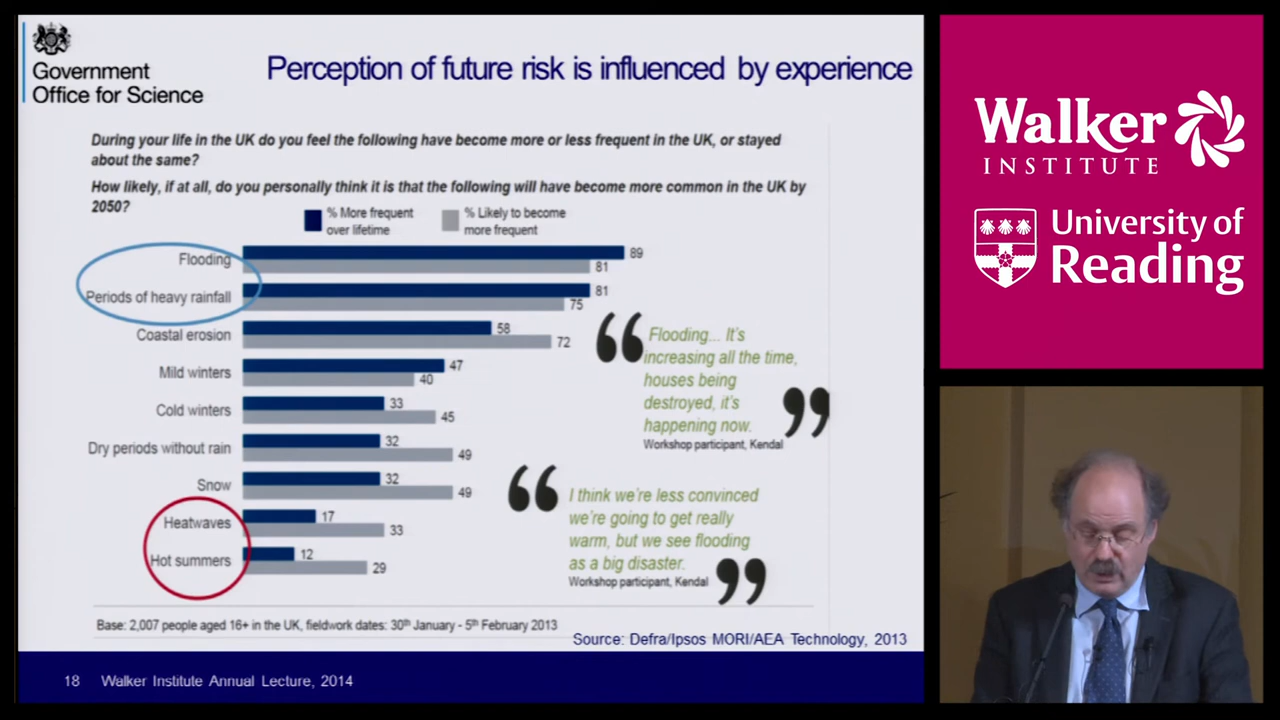 Government
Office for Science
Perception of future risk is influenced by experience
During your life in the UK do you feel the following have become more or less frequent in the UK, or stayed
about the same?
How likely, if at all, do you personally think it is that the following will have become more common in the UK by
2050?
% More frequent
over lifetime
% Likely to become
more frequent
Flooding 89
81
Periods of heavy rainfall 81
75
Coastal erosion 58
72
Mild winters 47
40
Cold winters 33
45
Dry periods without rain 32
49
Snow 32
49
Heatwaves 17
33
Hot summers 12
29
“ Flooding... It's
increasing all the time,
houses being
destroyed, it's
happening now. ”
Workshop participant, Kendal
“ I think we're less convinced
we're going to get really
warm, but we see flooding
as a big disaster.
Workshop participant, Kendal ”
Base: 2,007 people aged 16+ in the UK, fieldwork dates: 30th January - 5th February 2013
Source: Defra/Ipsos MORI/AEA Technology, 2013
18 Walker Institute Annual Lecture, 2014
Walker
INSTITUTE
University of
Reading